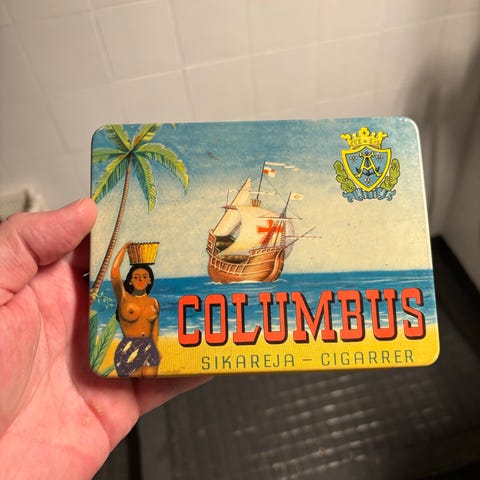 COLUMBUS
SIKAREJA – CIGARRER